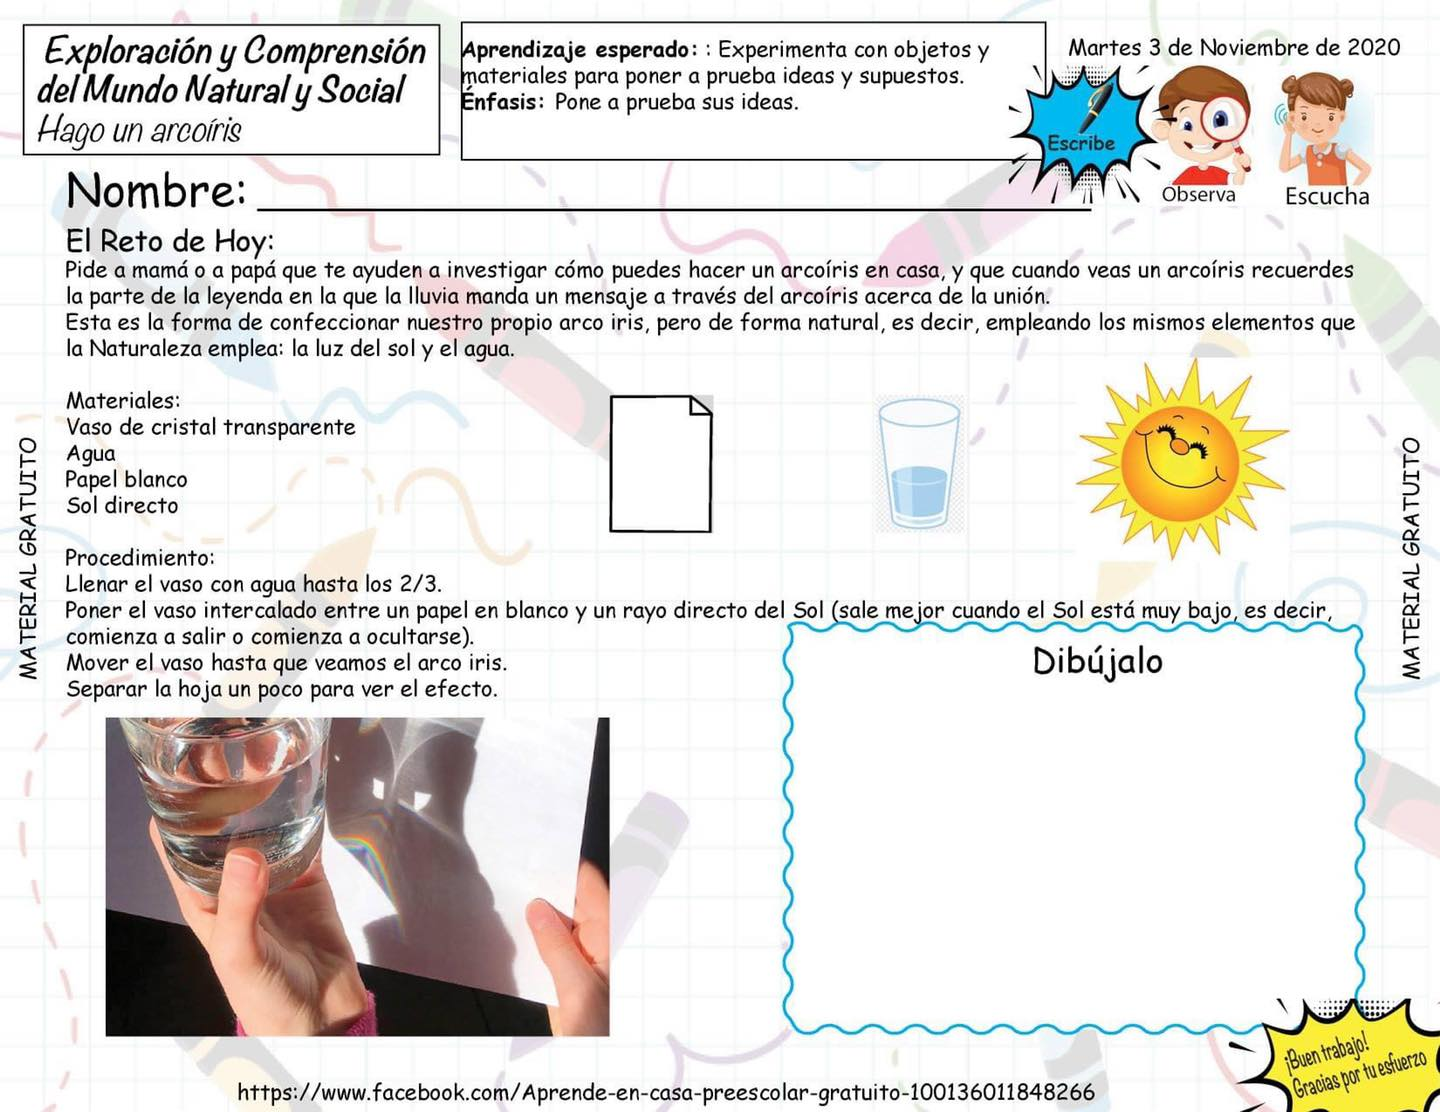 Exploración y Comprensión
del Mundo Natural y Social
Hago un arcoíris
Aprendizaje esperado: : Experimenta con objetos y
materiales para poner a prueba ideas y supuestos.
Énfasis: Pone a prueba sus ideas.
Martes 3 de Noviembre de 2020
Escribe
Observa
Escucha
Nombre:
El Reto de Hoy:
Pide a mamá o a papá que te ayuden a investigar cómo puedes hacer un arcoíris en casa, y que cuando veas un arcoíris recuerdes
la parte de la leyenda en la que la lluvia manda un mensaje a través del arcoíris acerca de la unión.
Esta es la forma de confeccionar nuestro propio arco iris, pero de forma natural, es decir, empleando los mismos elementos que
la Naturaleza emplea: la luz del sol y el agua.
Materiales:
Vaso de cristal transparente
Agua
Papel blanco
Sol directo
Procedimiento:
Llenar el vaso con agua hasta los 2/3.
Poner el vaso intercalado entre un papel en blanco y un rayo directo del Sol (sale mejor cuando el Sol está muy bajo, es decir,
comienza a salir o comienza a ocultarse).
Mover el vaso hasta que veamos el arco iris.
Separar la hoja un poco para ver el efecto.
Dibújalo
MATERIAL GRATUITO
MATERIAL GRATUITO
¡Buen trabajo!
Gracias por tu esfuerzo
https://www.facebook.com/Aprende-en-casa-preescolar-gratuito-100136011848266